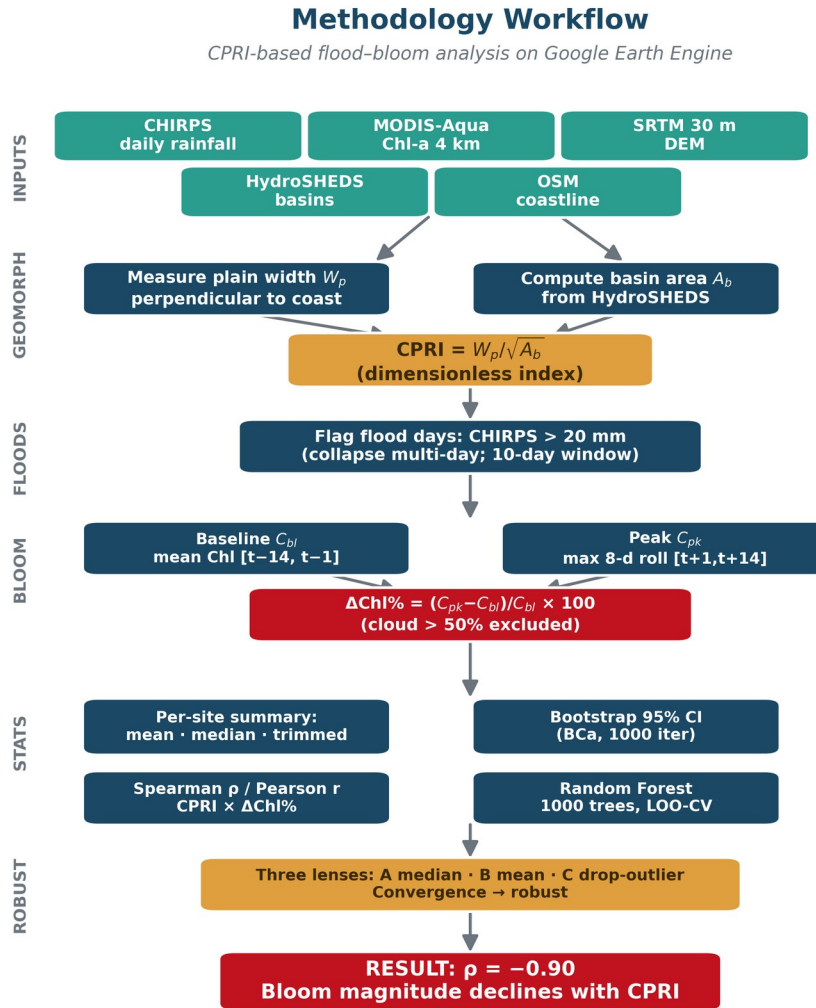 Methodology Workflow
CPRI-based flood–bloom analysis on Google Earth Engine
INPUTS
CHIRPS
daily rainfall
MODIS-Aqua
Chl-a 4 km
SRTM 30 m
DEM
HydroSHEDS
basins
OSM
coastline
GEOMORPH
Measure plain width W_p
perpendicular to coast
Compute basin area A_b
from HydroSHEDS
CPRI = W_p/√A_b
(dimensionless index)
FLOODS
Flag flood days: CHIRPS > 20 mm
(collapse multi-day; 10-day window)
BLOOM
Baseline C_bl
mean Chl [t−14, t−1]
Peak C_pk
max 8-d roll [t+1,t+14]
ΔChl% = (C_pk−C_bl)/C_bl × 100
(cloud > 50% excluded)
STATS
Per-site summary:
mean · median · trimmed
Bootstrap 95% CI
(BCa, 1000 iter)
Spearman ρ / Pearson r
CPRI × ΔChl%
Random Forest
1000 trees, LOO-CV
ROBUST
Three lenses: A median · B mean · C drop-outlier
Convergence → robust
RESULT: ρ = −0.90
Bloom magnitude declines with CPRI